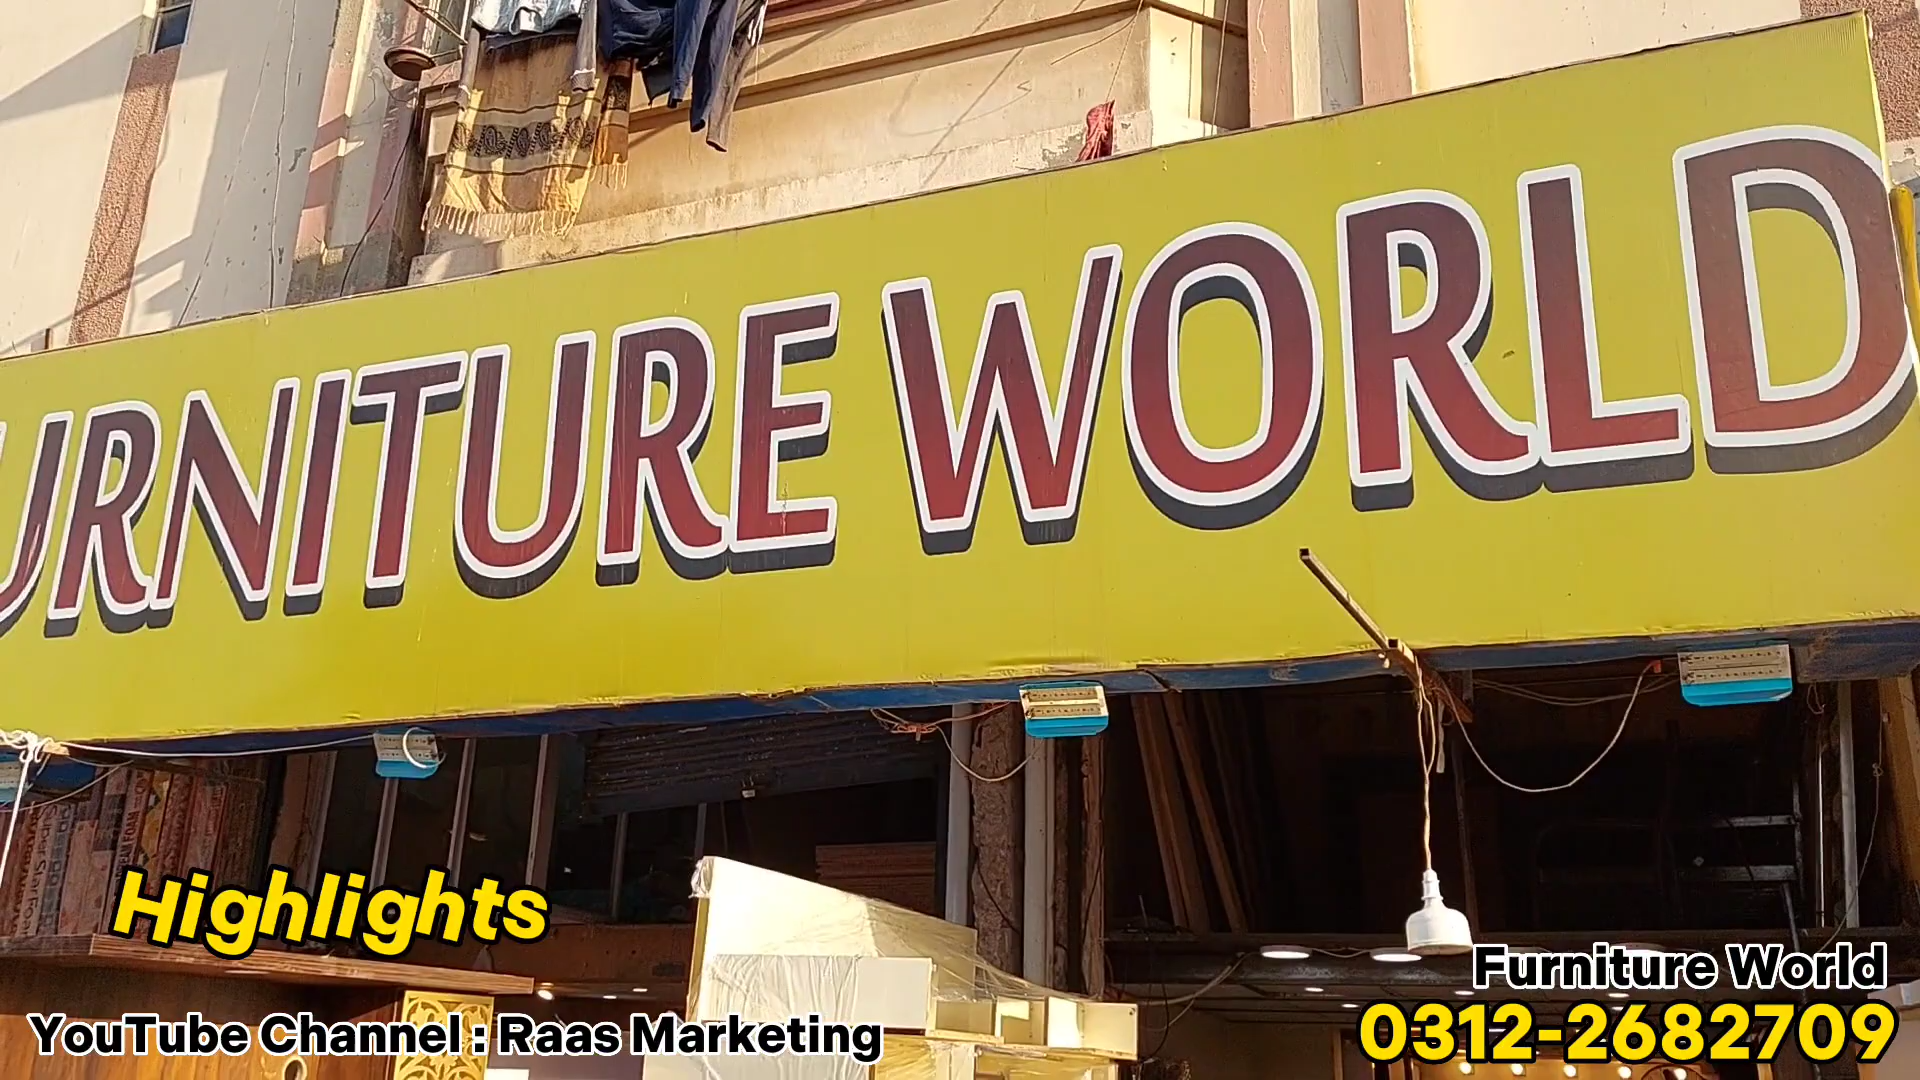 URNITURE WORLD
Highlights
Furniture World
YouTube Channel : Raas Marketing
0312-2682709